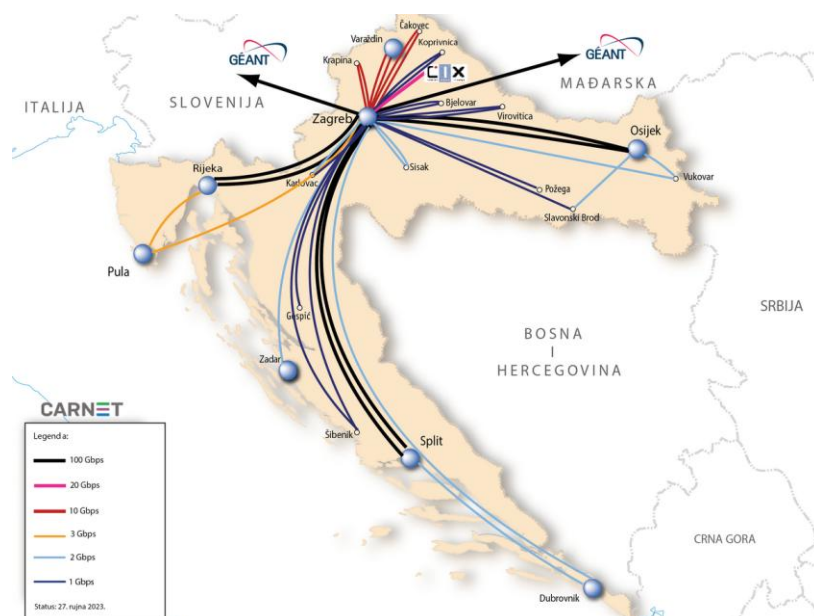 GÉANT
Čakovec
Varaždin
Koprivnica
GÉANT
Krapina
CIX
MAĐARSKA
ITALIJA
SLOVENIJA
Zagreb
Bjelovar
Virovitica
Osijek
Rijeka
Karlovac
Sisak
Vukovar
Požega
Slavonski Brod
Pula
SRBIJA
Gospić
BOSNA
I
HERCEGOVINA
Zadar
CARNET
Šibenik
Split
Legenda:
100 Gbps
20 Gbps
10 Gbps
3 Gbps
2 Gbps
1 Gbps
Status: 27. rujna 2023.
CRNA GORA
Dubrovnik